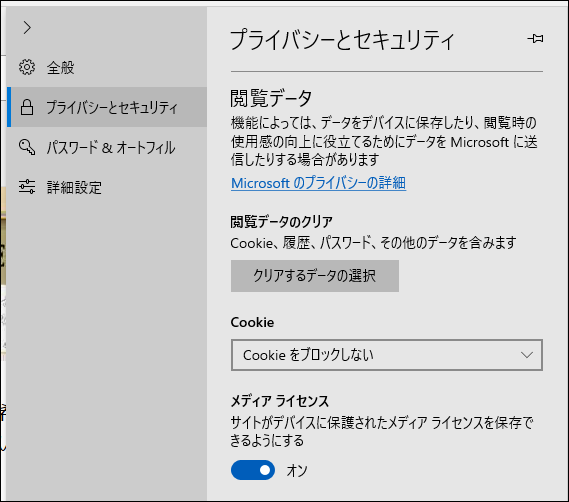 全般
プライバシーとセキュリティ
パスワード & オートフィル
詳細設定
プライバシーとセキュリティ
閲覧データ
機能によっては、データをデバイスに保存したり、閲覧時の
使用感の向上に役立てるためにデータを Microsoft に送
信したりする場合があります
Microsoft のプライバシーの詳細
閲覧データのクリア
Cookie、履歴、パスワード、その他のデータを含みます
クリアするデータの選択
Cookie
Cookie をブロックしない
メディア ライセンス
サイトがデバイスに保護されたメディア ライセンスを保存で
きるようにする
オン